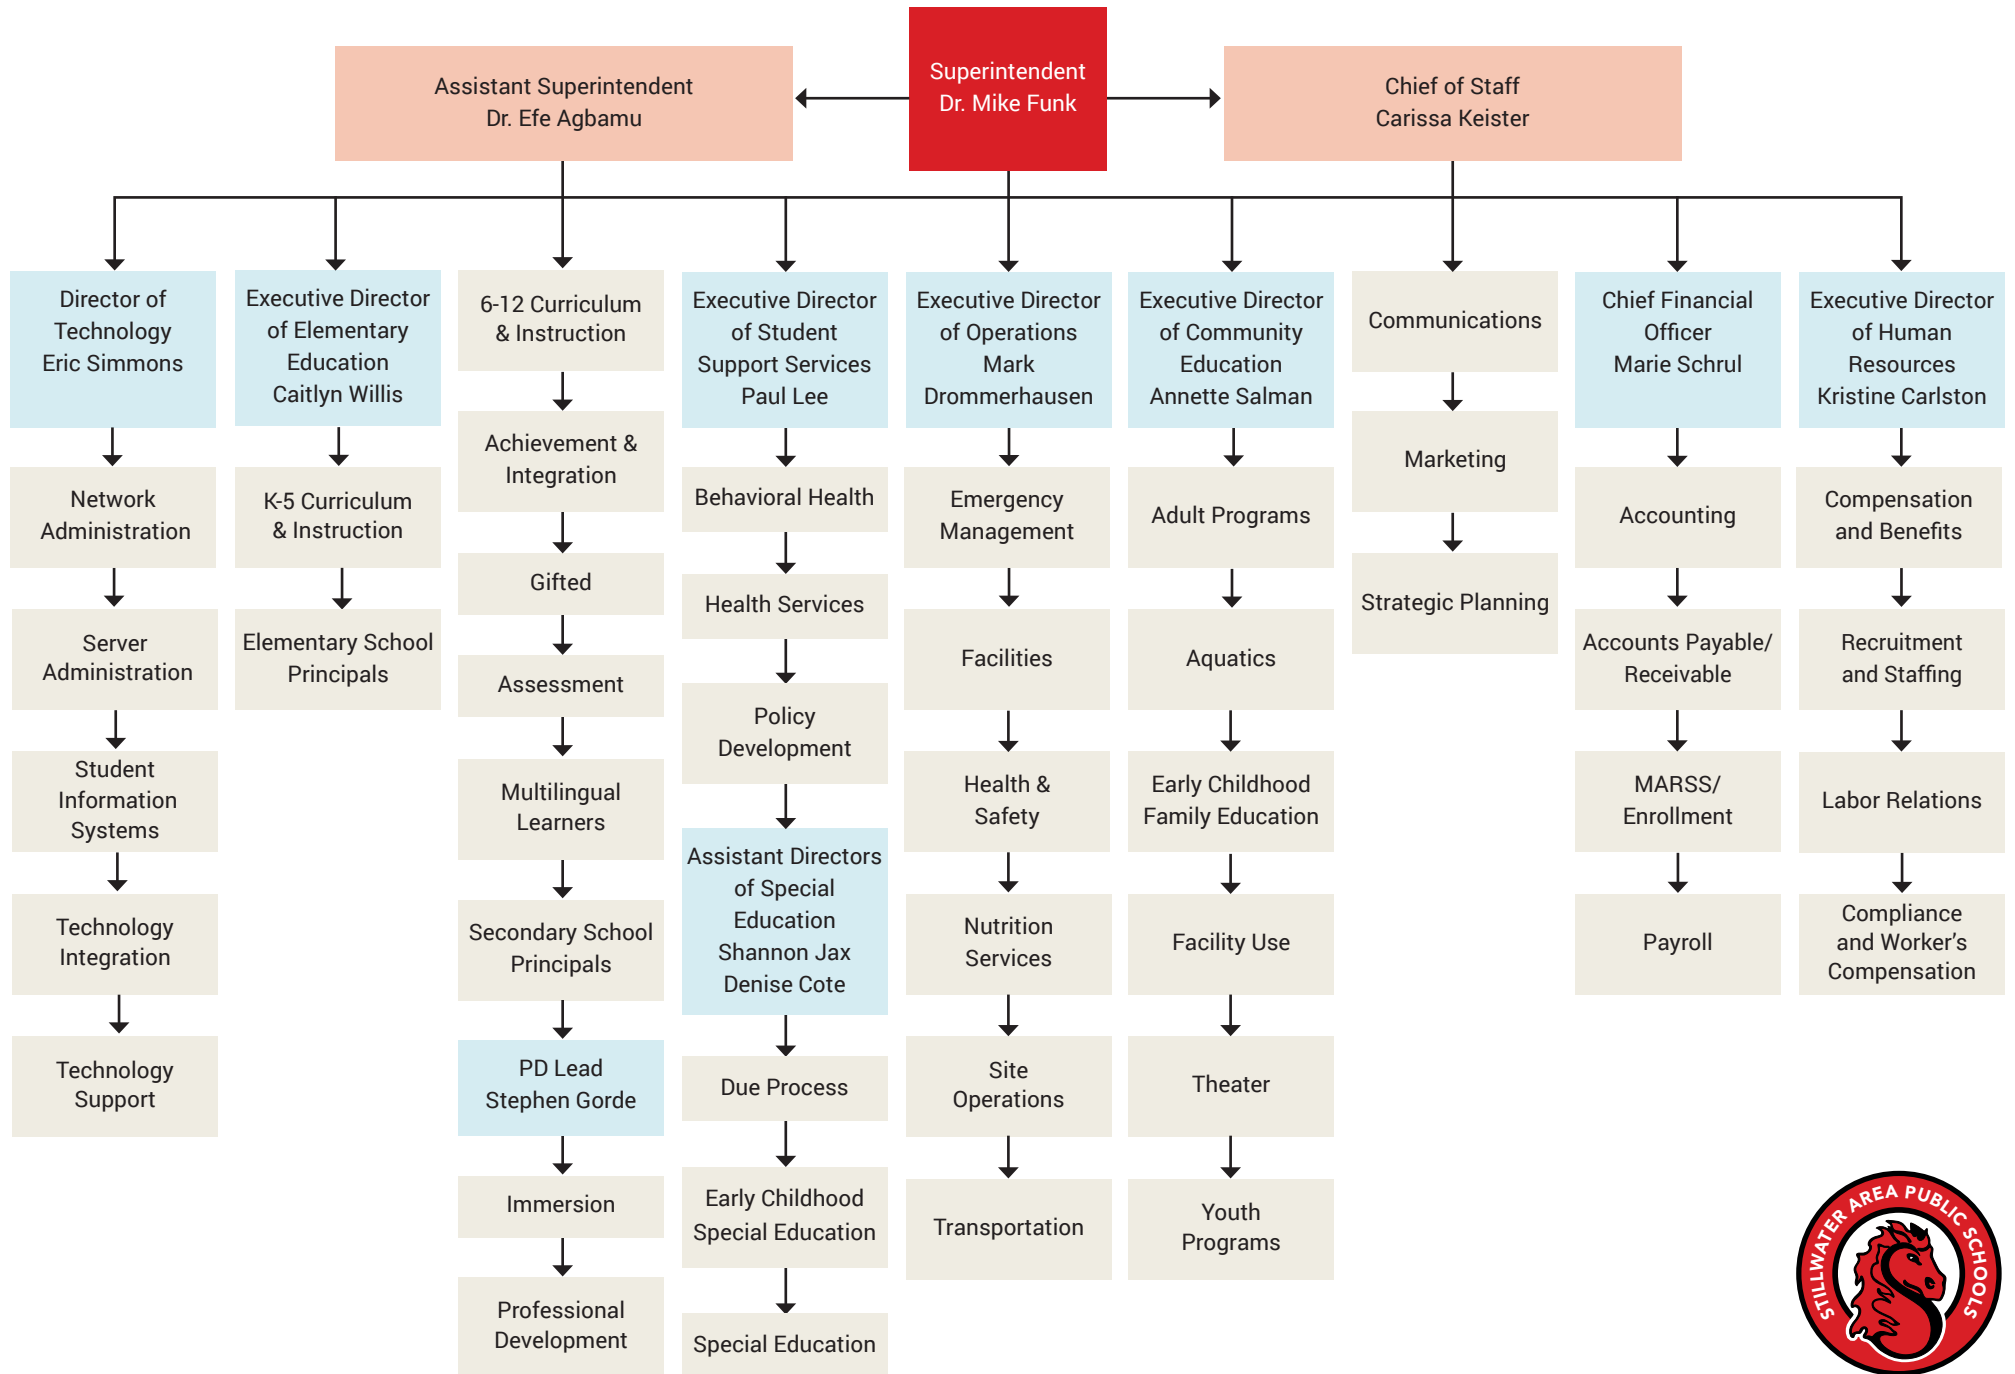 Superintendent
Dr. Mike Funk
Assistant Superintendent
Dr. Efe Agbamu
Chief of Staff
Carissa Keister
Director of
Technology
Eric Simmons
Network
Administration
Server
Administration
Student
Information
Systems
Technology
Integration
Technology
Support
Executive Director
of Elementary
Education
Caitlyn Willis
K-5 Curriculum
& Instruction
Elementary School
Principals
6-12 Curriculum
& Instruction
Achievement &
Integration
Gifted
Assessment
Multilingual
Learners
Secondary School
Principals
PD Lead
Stephen Gorde
Immersion
Professional
Development
Executive Director
of Student
Support Services
Paul Lee
Behavioral Health
Health Services
Policy
Development
Assistant Directors
of Special
Education
Shannon Jax
Denise Cote
Due Process
Early Childhood
Special Education
Special Education
Executive Director
of Operations
Mark
Drommerhausen
Emergency
Management
Facilities
Health &
Safety
Nutrition
Services
Site
Operations
Transportation
Executive Director
of Community
Education
Annette Salman
Adult Programs
Aquatics
Early Childhood
Family Education
Facility Use
Theater
Youth
Programs
Communications
Marketing
Strategic Planning
Chief Financial
Officer
Marie Schrul
Accounting
Accounts Payable/
Receivable
MARSS/
Enrollment
Payroll
Executive Director
of Human
Resources
Kristine Carlston
Compensation
and Benefits
Recruitment
and Staffing
Labor Relations
Compliance
and Worker's
Compensation
STILLWATER AREA PUBLIC SCHOOLS